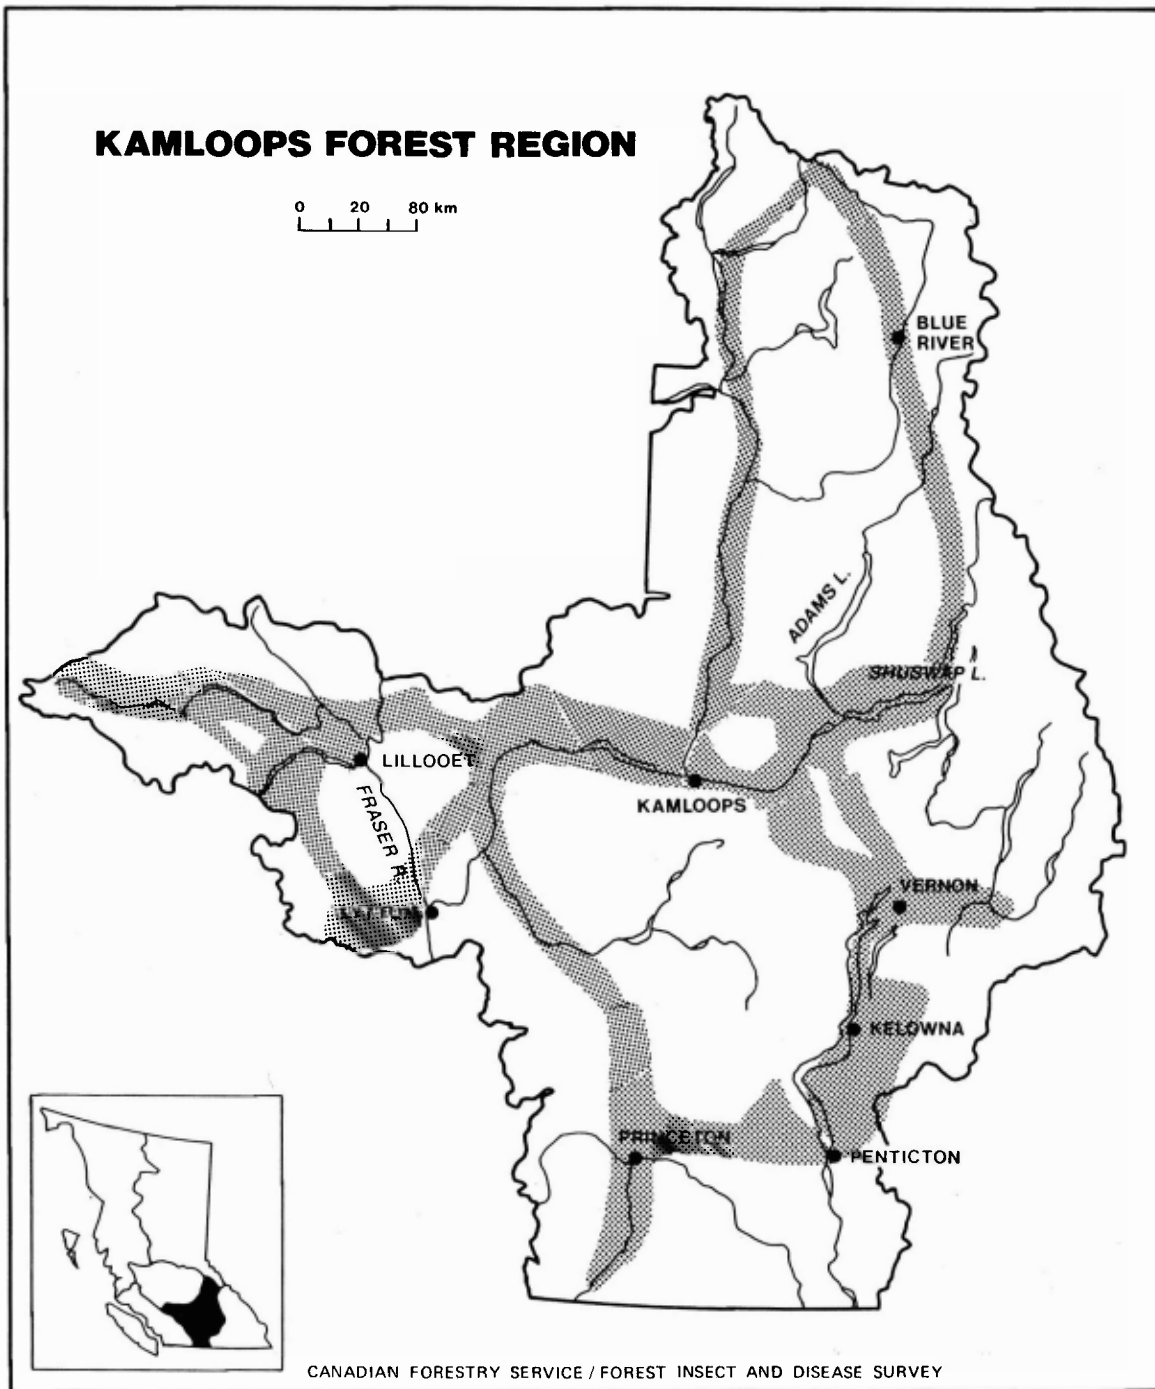 KAMLOOPS FOREST REGION
0 20 80 km
BLUE
RIVER
ADAMS L.
SHUSWAP L.
LILLOOET
KAMLOOPS
FRASER R.
VERNON
LYTTON
KELOWNA
PRINCETON
PENTICTON
CANADIAN FORESTRY SERVICE / FOREST INSECT AND DISEASE SURVEY